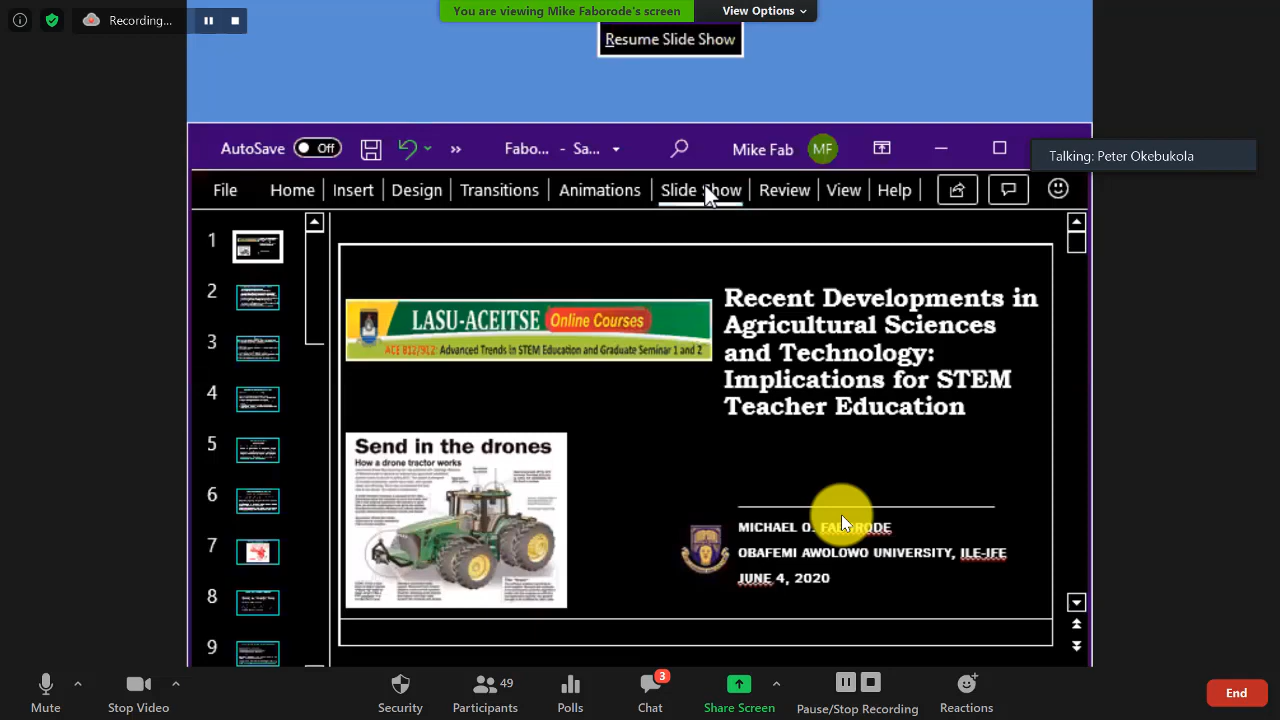 Recording...
You are viewing Mike Faborode's screen
View Options
Resume Slide Show
AutoSave Off
Fabo... - Sa...
Mike Fab MF
Talking: Peter Okebukola
File Home Insert Design Transitions Animations Slide Show Review View Help
1
2
3
4
5
6
7
8
9
LASU-ACEITSE Online Courses
ACE 812/912: Advanced Trends in STEM Education and Graduate Seminar 1 and 2
Recent Developments in
Agricultural Sciences
and Technology:
Implications for STEM
Teacher Education
Send in the drones
How a drone tractor works
MICHAEL O. FABORODE
OBAFEMI AWOLOWO UNIVERSITY, ILE-IFE
JUNE 4, 2020
Mute
Stop Video
Security
Participants 49
Polls
Chat 3
Share Screen
Pause/Stop Recording
Reactions
End